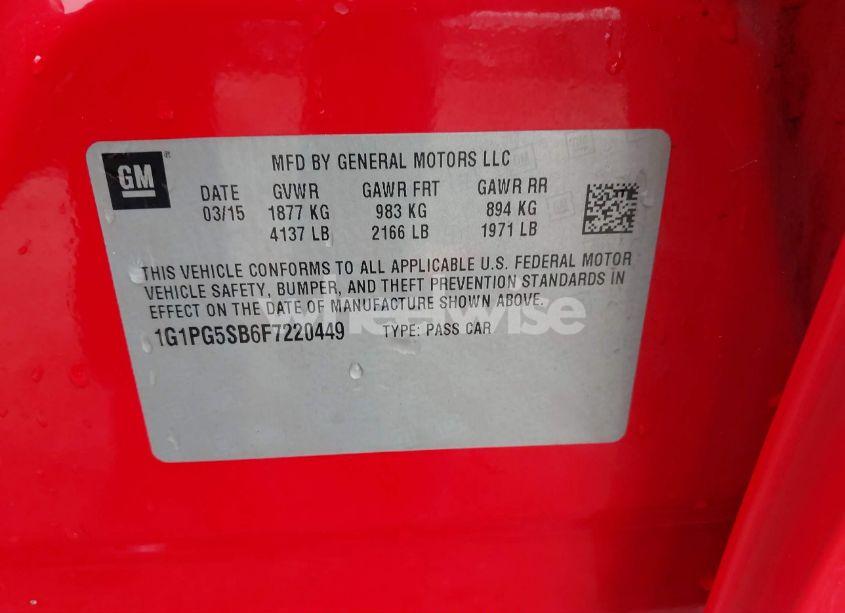 GM
MFD BY GENERAL MOTORS LLC
DATE GVWR GAWR FRT GAWR RR
03/15 1877 KG 983 KG 894 KG
4137 LB 2166 LB 1971 LB
THIS VEHICLE CONFORMS TO ALL APPLICABLE U.S. FEDERAL MOTOR
VEHICLE SAFETY, BUMPER, AND THEFT PREVENTION STANDARDS IN
EFFECT ON THE DATE OF MANUFACTURE SHOWN ABOVE.
1G1PG5SB6F7220449 TYPE: PASS CAR
wheelwise